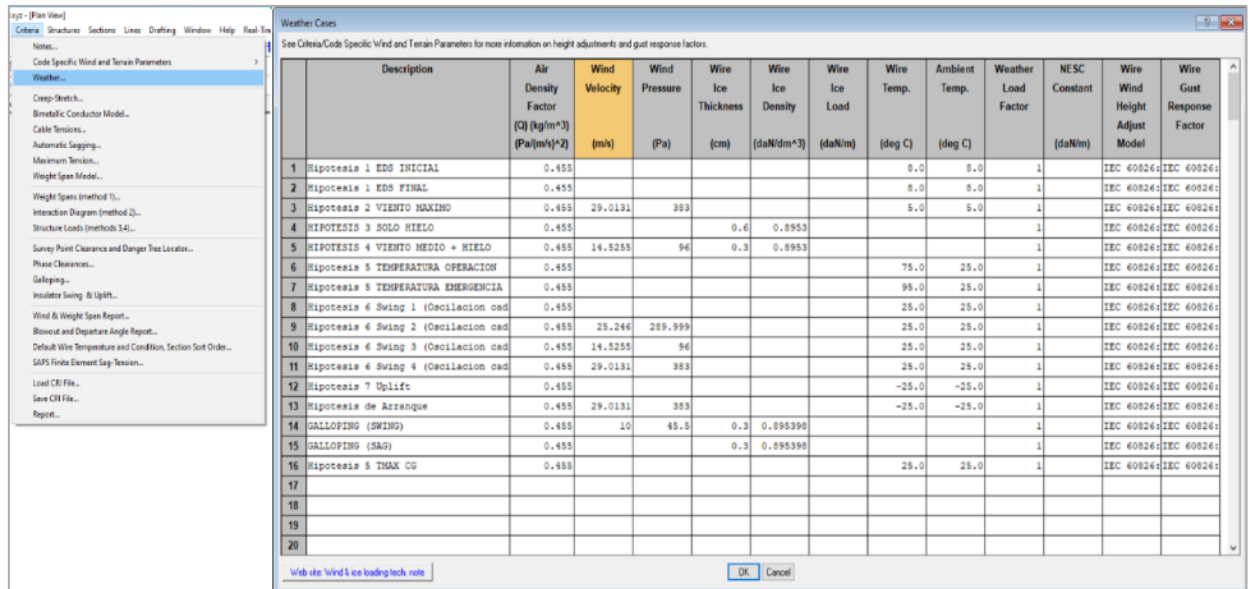 .xyz - [Plan View]
Criteria Structures Sections Lines Drafting Window Help Real-Tim
Notes...
Code Specific Wind and Terrain Parameters >
Weather...
Creep-Stretch...
Bimetallic Conductor Model...
Cable Tensions...
Automatic Sagging...
Maximum Tension...
Weight Span Model...
Weight Spans (method 1)...
Interaction Diagram (method 2)...
Structure Loads (methods 3,4)...
Survey Point Clearance and Danger Tree Locator...
Phase Clearances...
Galloping...
Insulator Swing & Uplift...
Wind & Weight Span Report...
Blowout and Departure Angle Report...
Default Wire Temperature and Condition, Section Sort Order...
SAPS Finite Element Sag-Tension...
Load CRI File...
Save CRI File...
Report...
Weather Cases
See Criteria/Code Specific Wind and Terrain Parameters for more information on height adjustments and gust response factors.
Description Air Wind Wind Wire Wire Wire Wire Ambient Weather NESC Wire Wire
Density Velocity Pressure Ice Ice Ice Temp. Temp. Load Constant Wind Gust
Factor Thickness Density Load Factor Height Response
(Q) (kg/m^3) Adjust Factor
(Pa/(m/s)^2) (m/s) (Pa) (cm) (daN/dm^3) (daN/m) (deg C) (deg C) (daN/m) Model
1 Hipotesis 1 EDS INICIAl 0.455 8.0 8.0 1 IEC 60826: IEC 60826:
2 Hipotesis 1 EDS FINAL 0.455 8.0 8.0 1 IEC 60826: IEC 60826:
3 Hipotesis 2 VIENTO MAXIMO 0.455 29.0131 383 5.0 5.0 1 IEC 60826: IEC 60826:
4 HIPOTESIS 3 SOLO HIELO 0.455 0.6 0.8953 1 IEC 60826: IEC 60826:
5 HIPOTESIS 4 VIENTO MEDIO + HIELO 0.455 14.5255 96 0.3 0.8953 1 IEC 60826: IEC 60826:
6 Hipotesis 5 TEMPERATURA OPERACION 0.455 75.0 25.0 1 IEC 60826: IEC 60826:
7 Hipotesis 5 TEMPERATURA EMERGENCIA 0.455 95.0 25.0 1 IEC 60826: IEC 60826:
8 Hipotesis 6 Swing 1 (Oscilacion cad 0.455 25.0 25.0 1 IEC 60826: IEC 60826:
9 Hipotesis 6 Swing 2 (Oscilacion cad 0.455 25.246 289.999 25.0 25.0 1 IEC 60826: IEC 60826:
10 Hipotesis 6 Swing 3 (Oscilacion cad 0.455 14.5255 96 25.0 25.0 1 IEC 60826: IEC 60826:
11 Hipotesis 6 Swing 4 (Oscilacion cad 0.455 29.0131 383 25.0 25.0 1 IEC 60826: IEC 60826:
12 Hipotesis 7 Uplift 0.455 -25.0 -25.0 1 IEC 60826: IEC 60826:
13 Hipotesis de Arranque 0.455 29.0131 383 -25.0 -25.0 1 IEC 60826: IEC 60826:
14 GALLOPING (SWING) 0.455 10 45.5 0.3 0.895398 1 IEC 60826: IEC 60826:
15 GALLOPING (SAG) 0.455 0.3 0.895398 1 IEC 60826: IEC 60826:
16 Hipotesis 5 TMAX CG 0.455 25.0 25.0 1 IEC 60826: IEC 60826:
17
18
19
20
Web site: Wind & ice loading tech. note OK Cancel